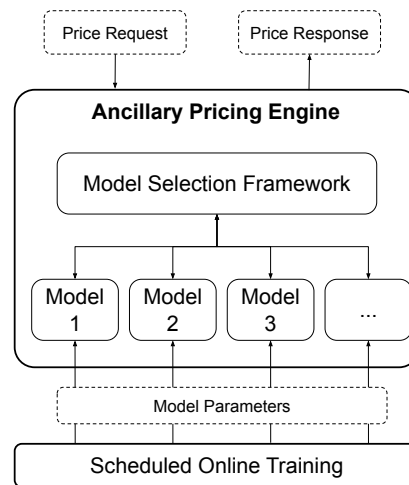 Price Request
Price Response
Ancillary Pricing Engine
Model Selection Framework
Model
1
Model
2
Model
3
...
Model Parameters
Scheduled Online Training